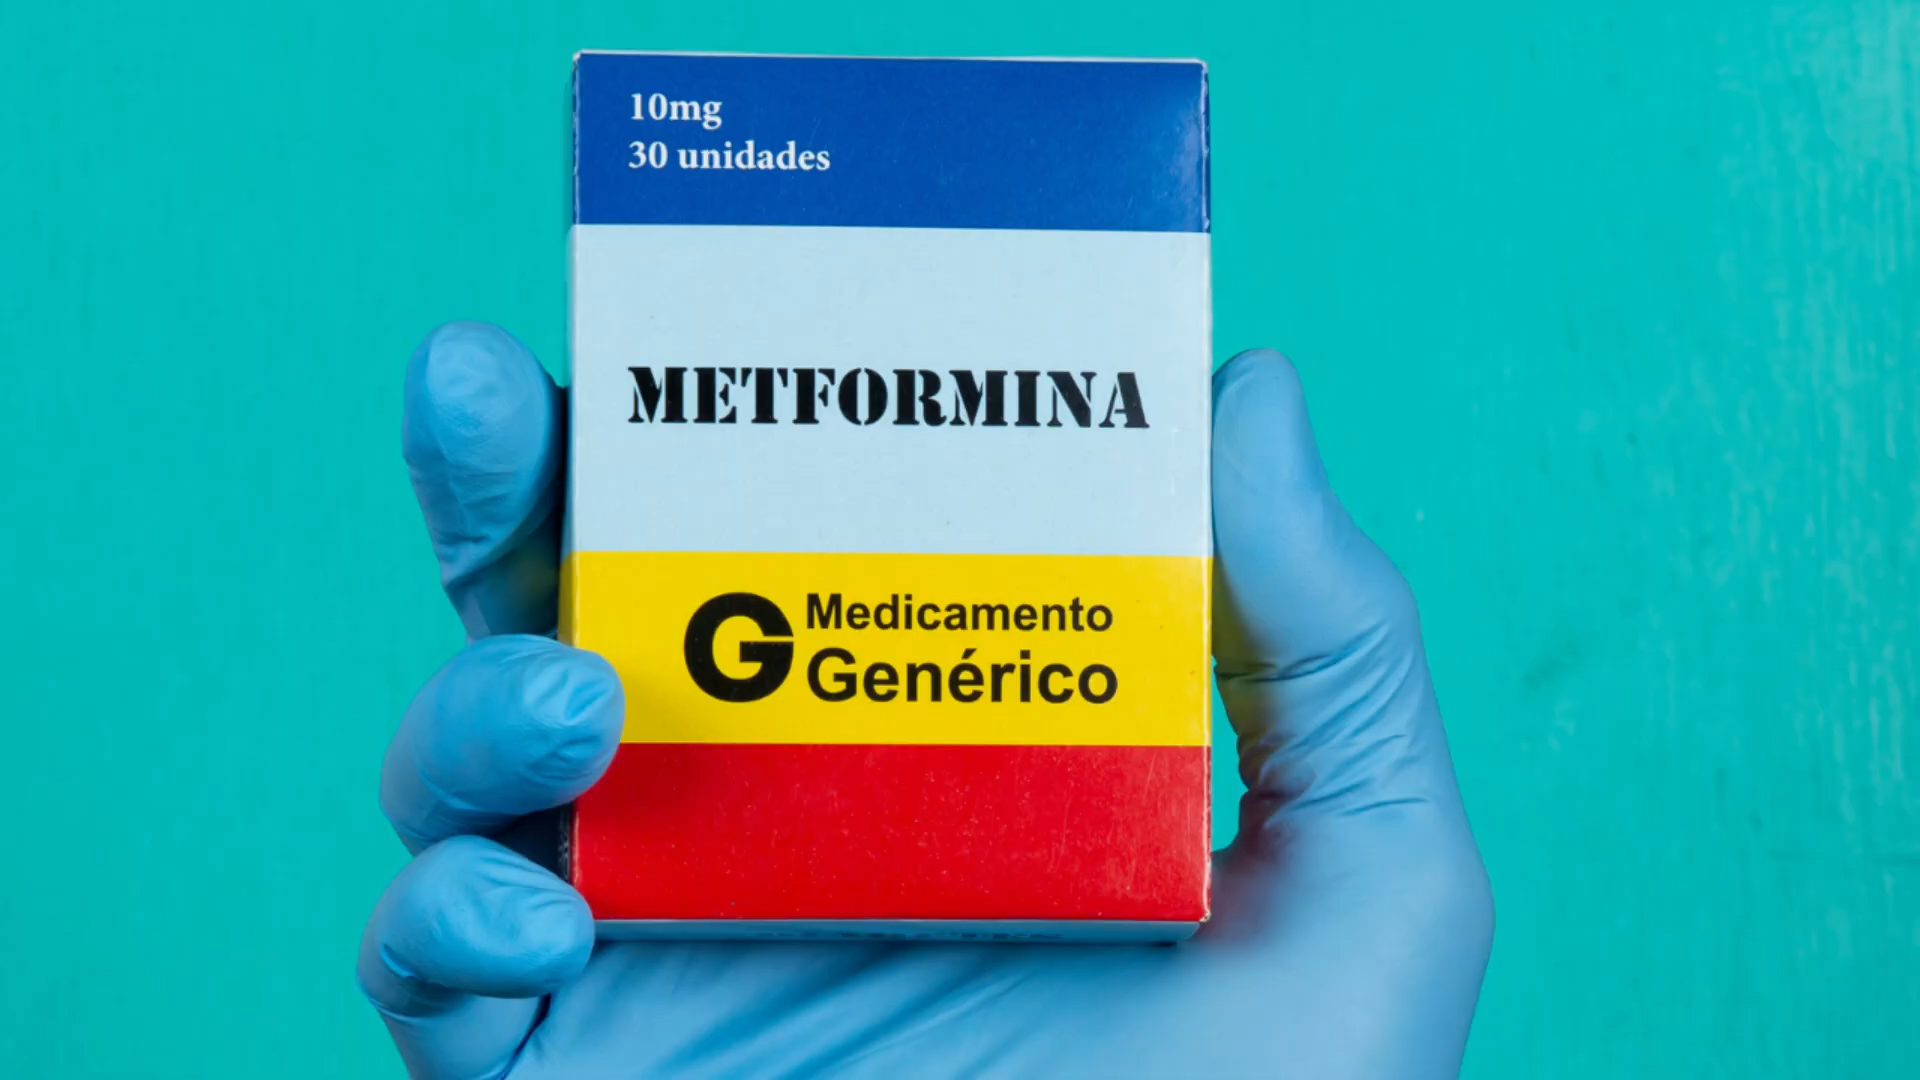 10mg
30 unidades
METFORMINA
G Medicamento
Genérico